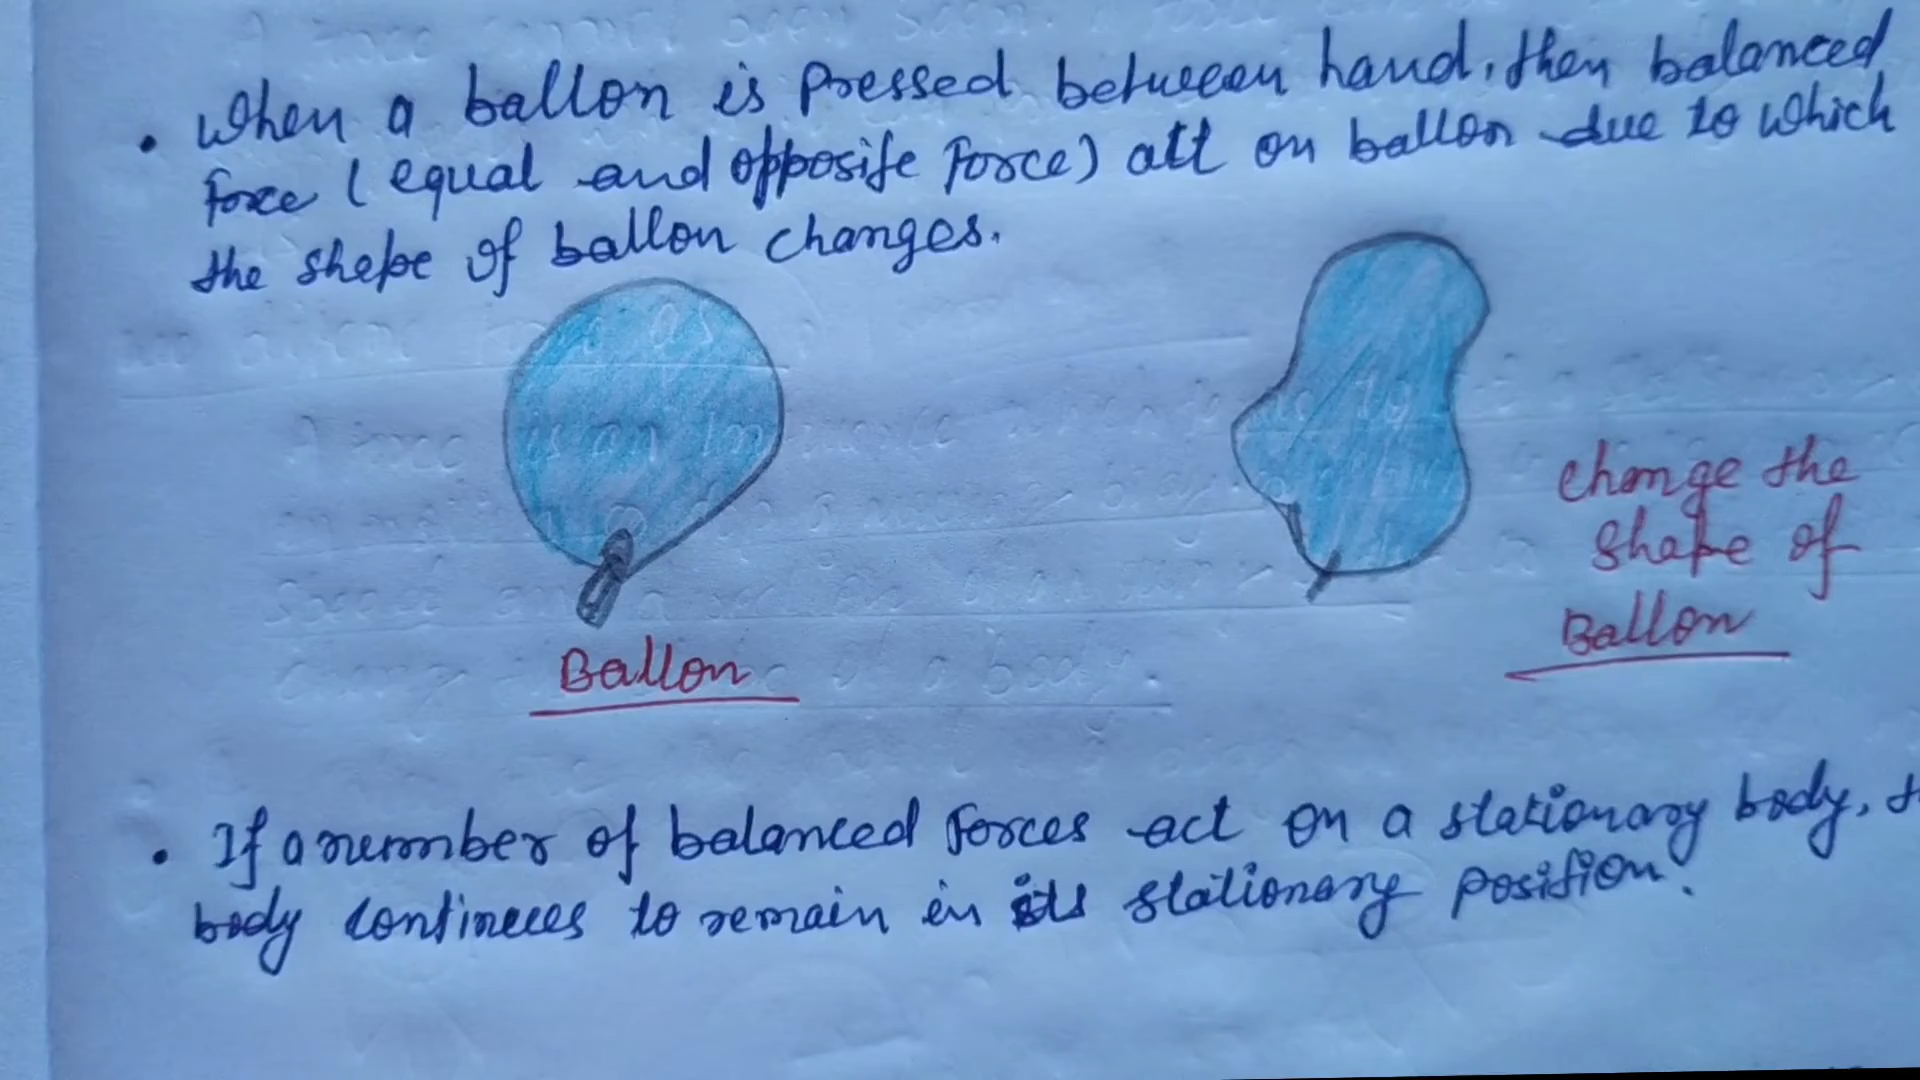 • When a ballon is Pressed between hand, then balanced
force (equal and opposite Force) att on ballon due to which
the shepe of ballon changes.
Change the
Shape of
Ballon
Ballon
• If a number of balanced Forces act on a stationary body,
body continues to remain in its stationary Position.